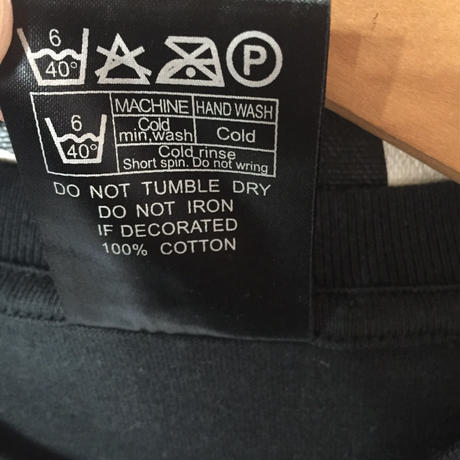 6
40°
P
6
40°
MACHINE HAND WASH
Cold
min,wash Cold
Cold rinse
Short spin. Do not wring
DO NOT TUMBLE DRY
DO NOT IRON
IF DECORATED
100% COTTON